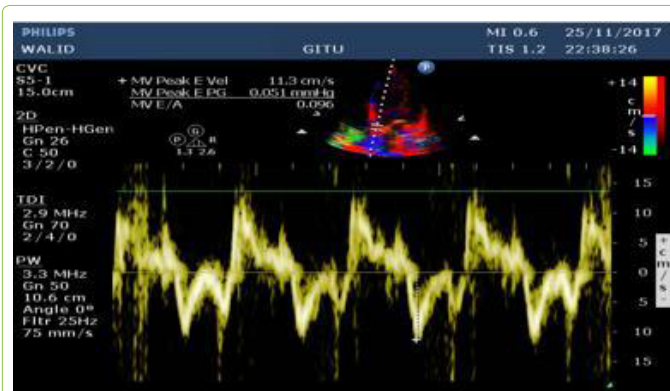 PHILIPS MI 0.6 25/11/2017
WALID GITU TIS 1.2 22:38:26
CVC
S5-1
15.0cm
2D
HPen-HGen
Gn 26
C 50
3/2/0
TDI
2.9 MHz
Gn 70
2/4/0
PW
3.3 MHz
Gn 50
10.6 cm
Angle 0°
Fltr 25Hz
75 mm/s
+ MV Peak E Vel 11.3 cm/s
MV Peak E PG 0.051 mmHg
MV E/A 0.096
P
G
P R
1.3 2.6
+14
c
m
/
s
-14
15
10
5
0
5
10
15
+
c
m
/
s